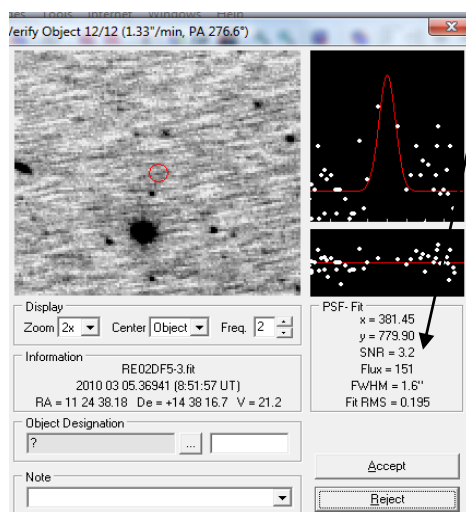 Verify Object 12/12 (1.33"/min, PA 276.6°)
Display
Zoom 2x Center Object Freq. 2
Information
RE02DF5-3.fit
2010 03 05.36941 (8:51:57 UT)
RA = 11 24 38.18 De = +14 38 16.7 V = 21.2
Object Designation
?
...
Note
PSF- Fit
x = 381.45
y = 779.90
SNR = 3.2
Flux = 151
FWHM = 1.6"
Fit RMS = 0.195
Accept
Reject